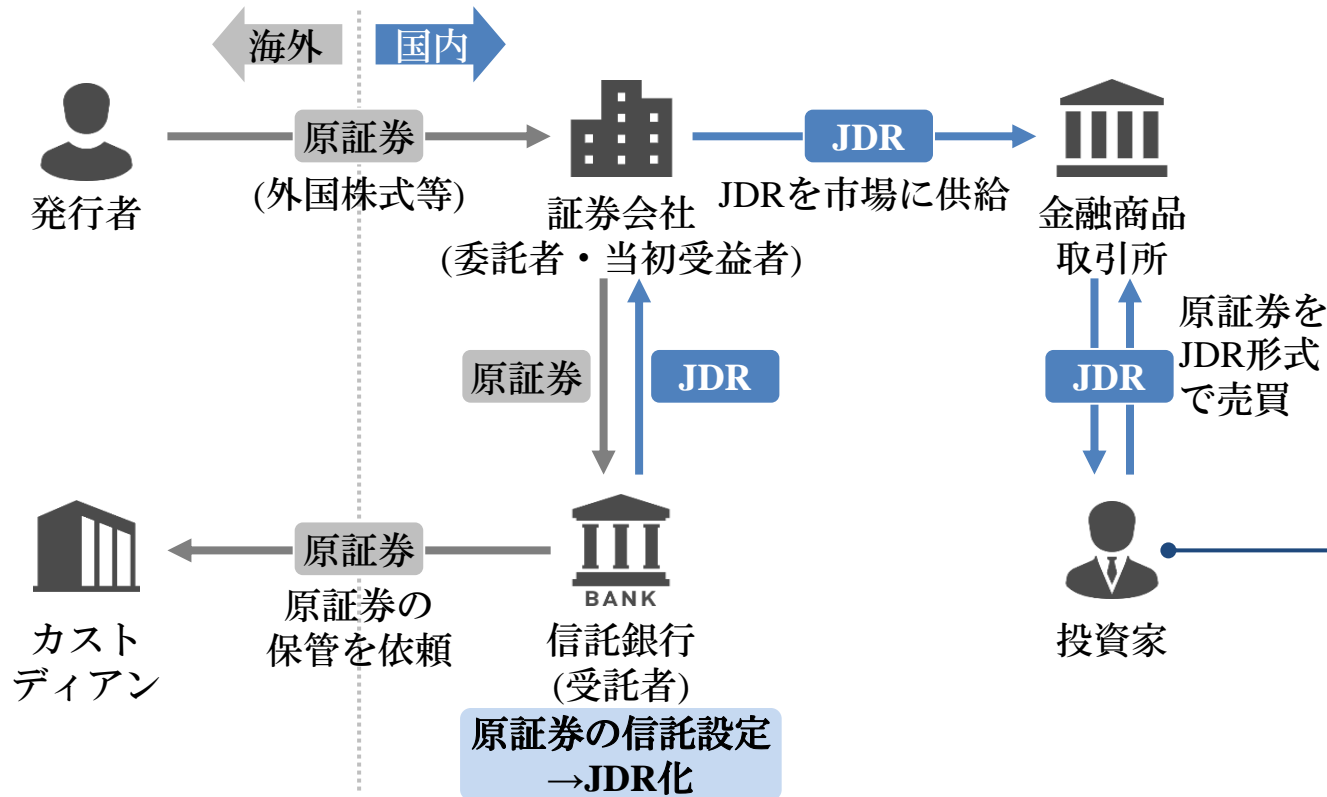 海外
国内
原証券
(外国株式等)
発行者
証券会社
(委託者・当初受益者)
JDR
JDRを市場に供給
金融商品
取引所
原証券
JDR
JDR
原証券を
JDR形式
で売買
原証券
原証券の
保管を依頼
カスト
ディアン
BANK
信託銀行
(受託者)
原証券の信託設定
→JDR化
投資家